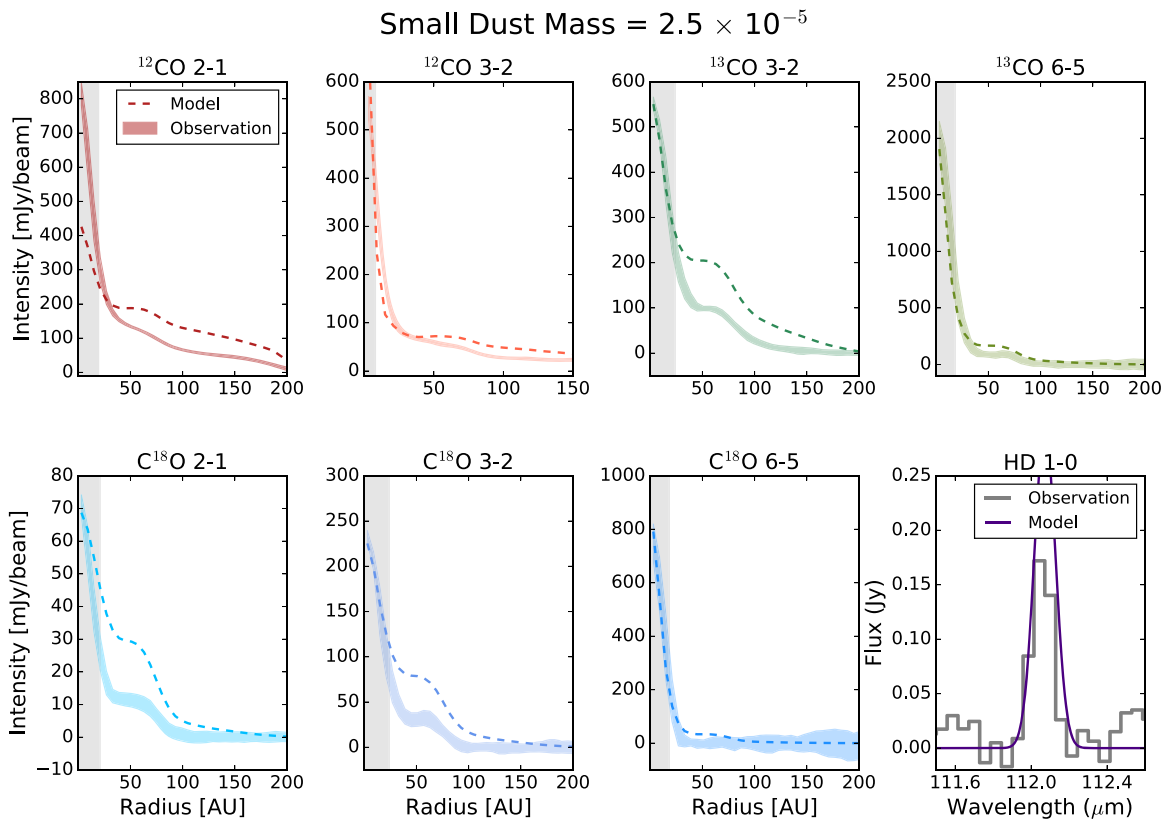 Small Dust Mass = 2.5 × 10⁻⁵
¹²CO 2-1
¹²CO 3-2
¹³CO 3-2
¹³CO 6-5
Intensity [mJy/beam]
800
700
600
500
400
300
200
100
0
50 100 150 200
Model
Observation
600
500
400
300
200
100
0
50 100 150
600
500
400
300
200
100
0
50 100 150 200
2500
2000
1500
1000
500
0
50 100 150 200
C¹⁸O 2-1
C¹⁸O 3-2
C¹⁸O 6-5
HD 1-0
Intensity [mJy/beam]
80
70
60
50
40
30
20
10
0
−10
50 100 150 200
Radius [AU]
300
250
200
150
100
50
0
50 100 150 200
Radius [AU]
1000
800
600
400
200
0
50 100 150 200
Radius [AU]
Flux (Jy)
0.25
0.20
0.15
0.10
0.05
0.00
111.6 112.0 112.4
Wavelength (μm)
Observation
Model